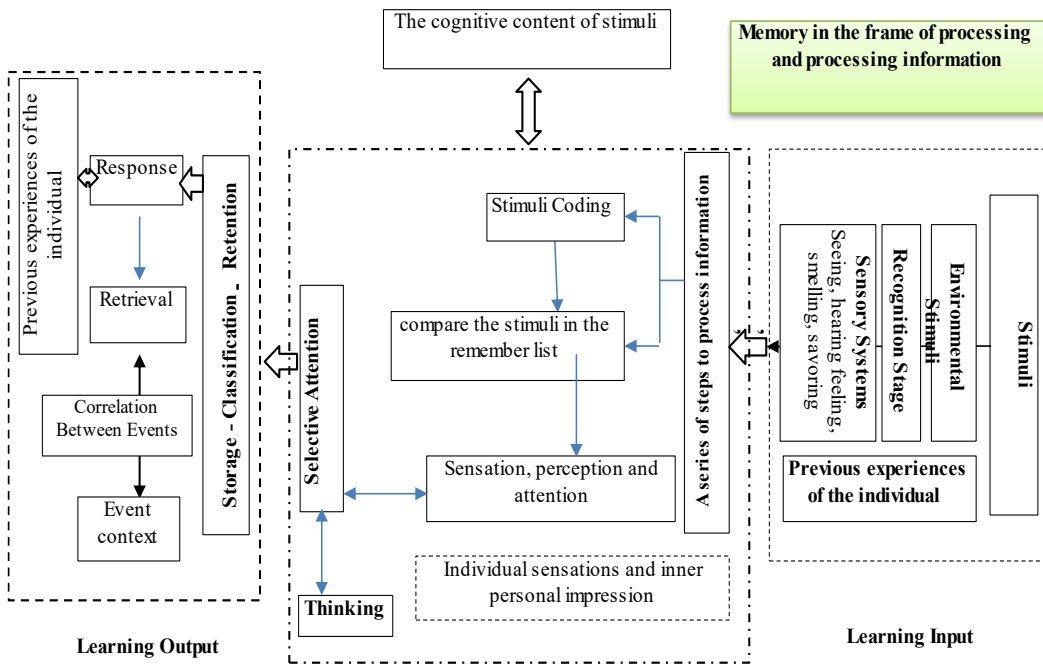 The cognitive content of stimuli
Memory in the frame of processing
and processing information
Previous experiences of the
individual
Response
Retrieval
Correlation
Between Events
Event
context
Storage - Classification - Retention
Selective Attention
Stimuli Coding
compare the stimuli in the
remember list
Sensation, perception and
attention
Individual sensations and inner
personal impression
Thinking
A series of steps to process information
Sensory Systems
Seeing, hearing feeling,
smelling, savoring
Recognition Stage
Environmental
Stimuli
Stimuli
Previous experiences
of the individual
Learning Output
Learning Input